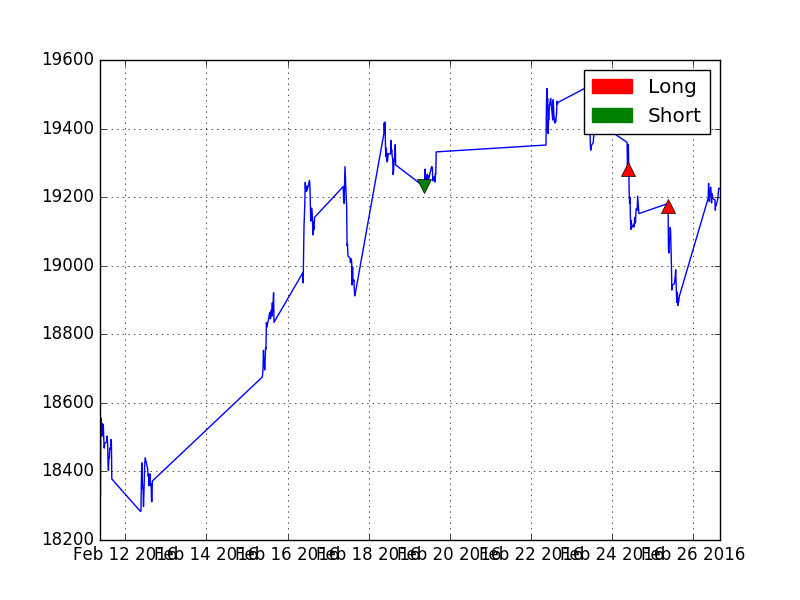 19600
19400
19200
19000
18800
18600
18400
18200
Long
Short
Feb 12 2016
Feb 14 2016
Feb 16 2016
Feb 18 2016
Feb 20 2016
Feb 22 2016
Feb 24 2016
Feb 26 2016